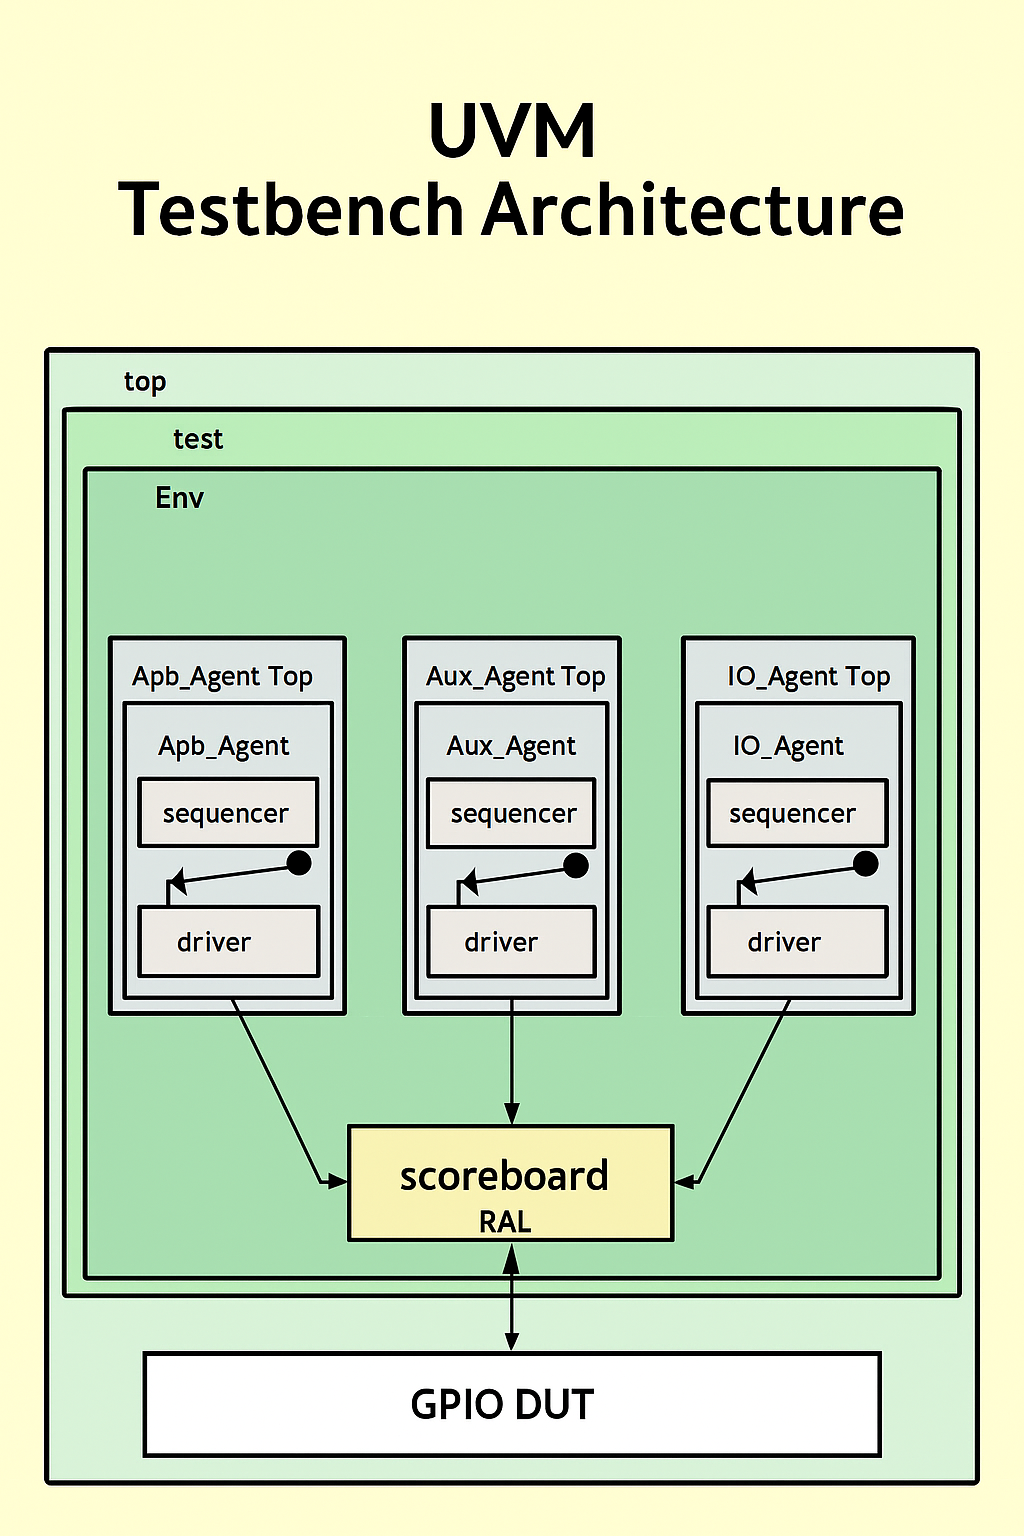 UVM
Testbench Architecture
top
test
Env
Apb_Agent Top
Apb_Agent
sequencer
driver
Aux_Agent Top
Aux_Agent
sequencer
driver
IO_Agent Top
IO_Agent
sequencer
driver
scoreboard
RAL
GPIO DUT